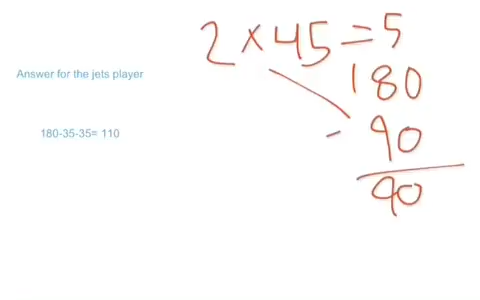 2 × 45 = 5
Answer for the jets player
180
180-35-35= 110
- 90
90